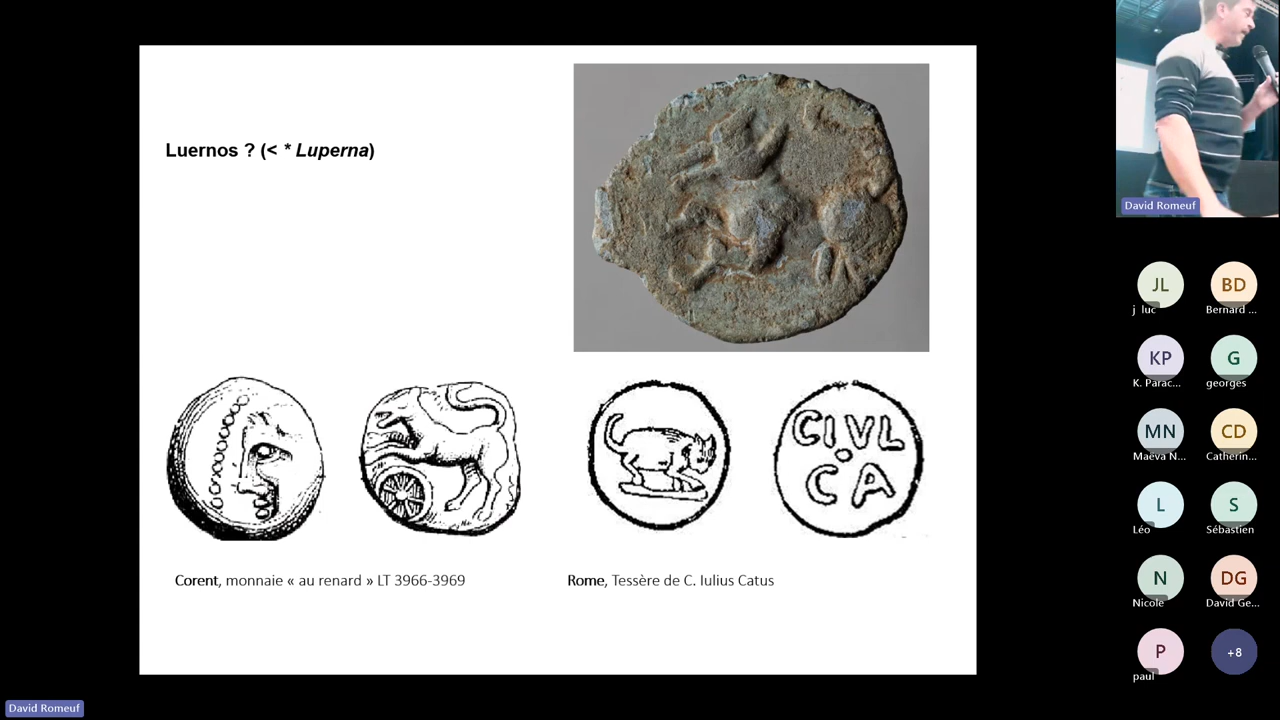 Luernos ? (< * Luperna)
CIVL
CA
Corent, monnaie « au renard » LT 3966-3969
Rome, Tessère de C. Iulius Catus
David Romeuf
JL
BD
j luc
Bernard ...
KP
G
K. Parac...
georges
MN
CD
Maëva N...
Catherin...
L
S
Léo
Sébastien
N
DG
Nicole
David Ge...
P
+8
paul
David Romeuf